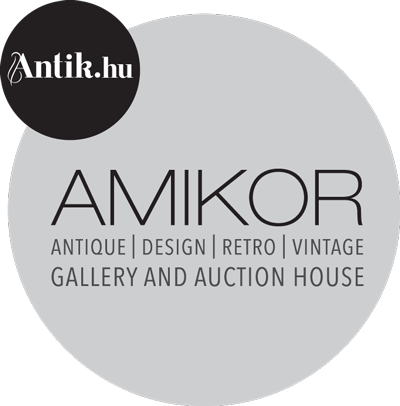 Antik.hu
AMIKOR
ANTIQUE | DESIGN | RETRO | VINTAGE
GALLERY AND AUCTION HOUSE